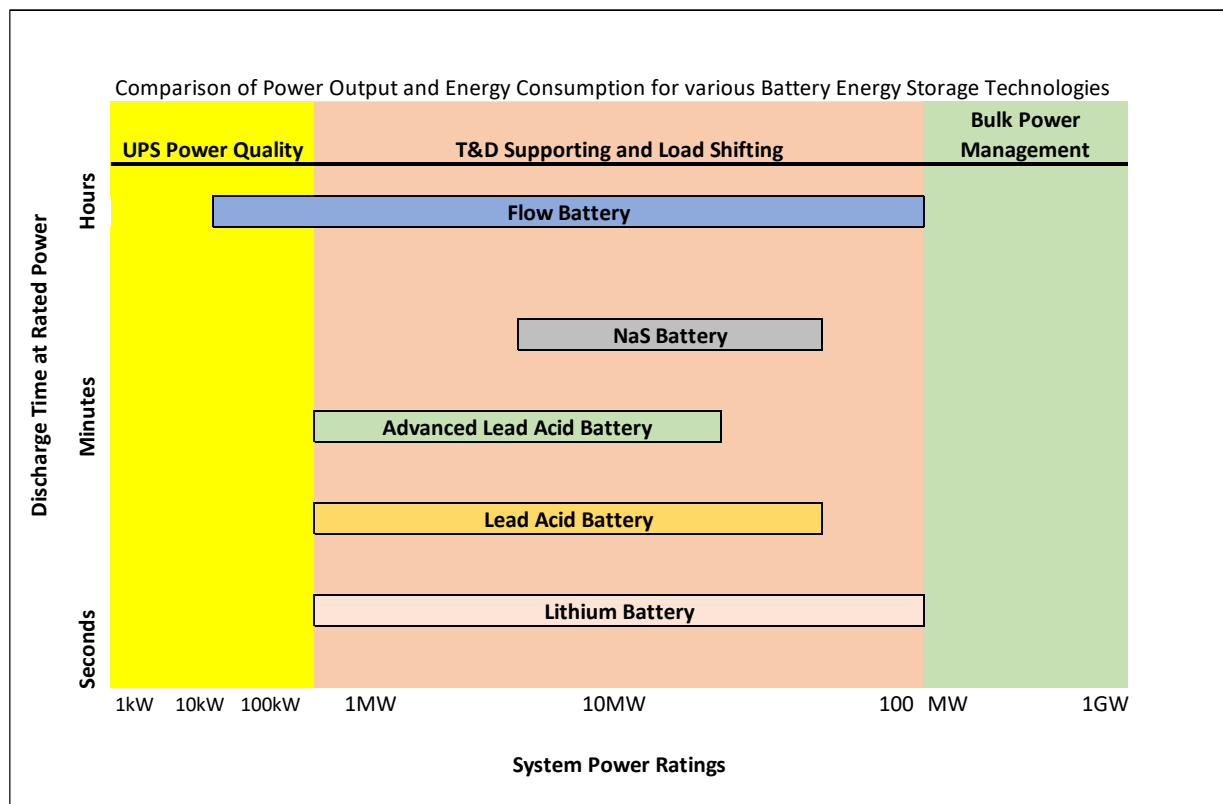 Comparison of Power Output and Energy Consumption for various Battery Energy Storage Technologies
UPS Power Quality
T&D Supporting and Load Shifting
Bulk Power
Management
Discharge Time at Rated Power
Hours
Minutes
Seconds
Flow Battery
NaS Battery
Advanced Lead Acid Battery
Lead Acid Battery
Lithium Battery
1kW 10kW 100kW 1MW 10MW 100 MW 1GW
System Power Ratings